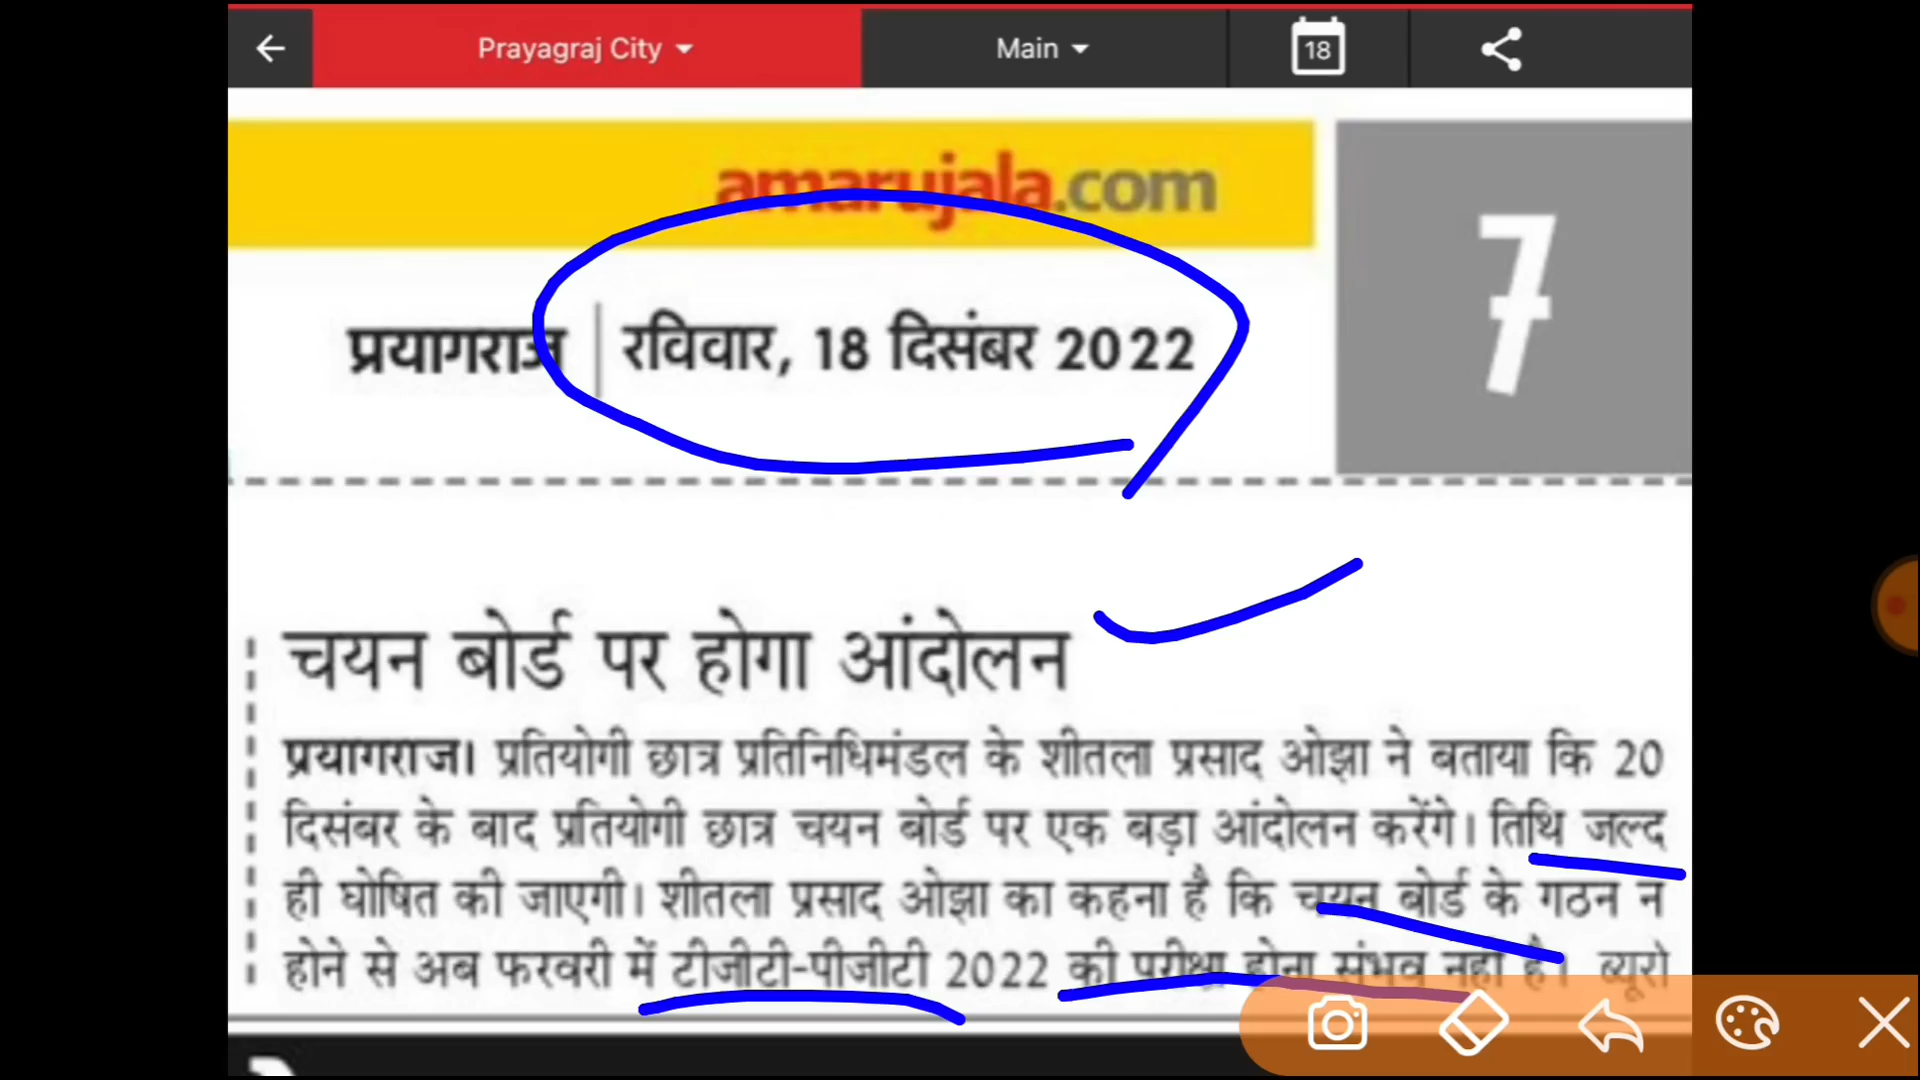 Prayagraj City
Main
18
amarujala.com
7
प्रयागराज | रविवार, 18 दिसंबर 2022
चयन बोर्ड पर होगा आंदोलन
प्रयागराज। प्रतियोगी छात्र प्रतिनिधिमंडल के शीतला प्रसाद ओझा ने बताया कि 20
दिसंबर के बाद प्रतियोगी छात्र चयन बोर्ड पर एक बड़ा आंदोलन करेंगे। तिथि जल्द
ही घोषित की जाएगी। शीतला प्रसाद ओझा का कहना है कि चयन बोर्ड के गठन न
होने से अब फरवरी में टीजीटी-पीजीटी 2022 की परीक्षा होना संभव नहीं है। ब्यूरो